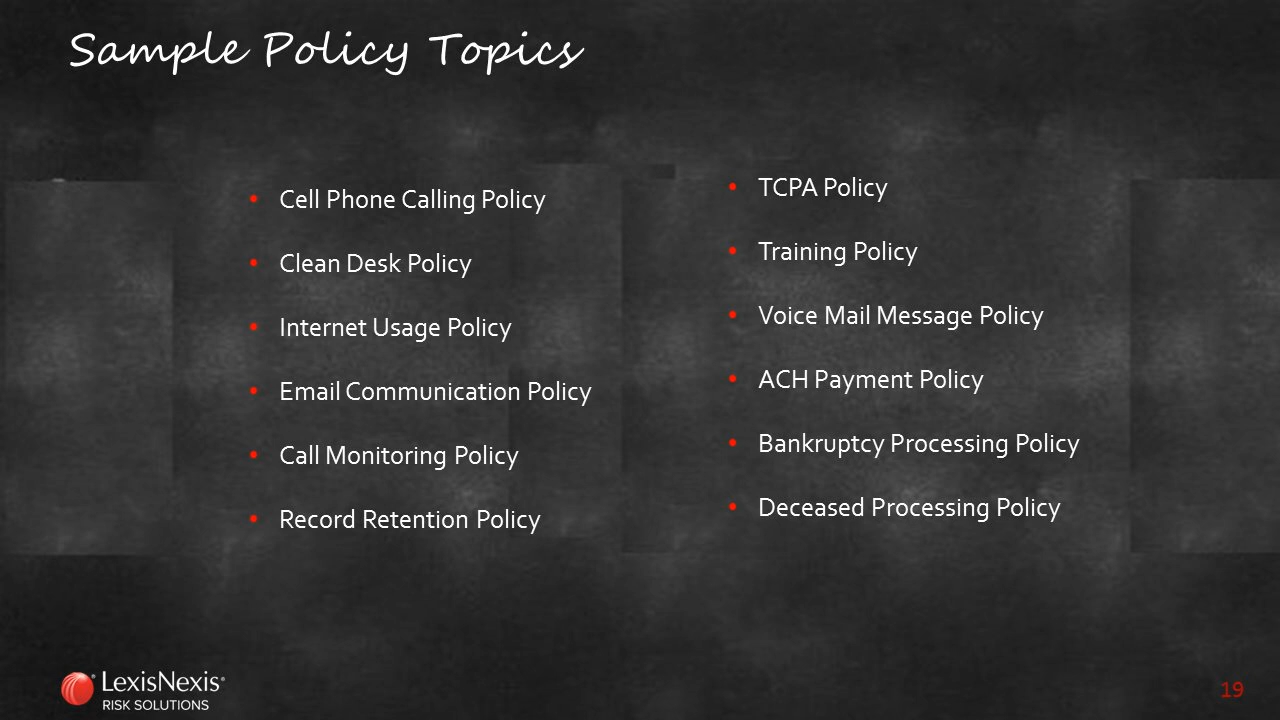 Sample Policy Topics
• Cell Phone Calling Policy
• Clean Desk Policy
• Internet Usage Policy
• Email Communication Policy
• Call Monitoring Policy
• Record Retention Policy
• TCPA Policy
• Training Policy
• Voice Mail Message Policy
• ACH Payment Policy
• Bankruptcy Processing Policy
• Deceased Processing Policy
LexisNexis®
RISK SOLUTIONS
19